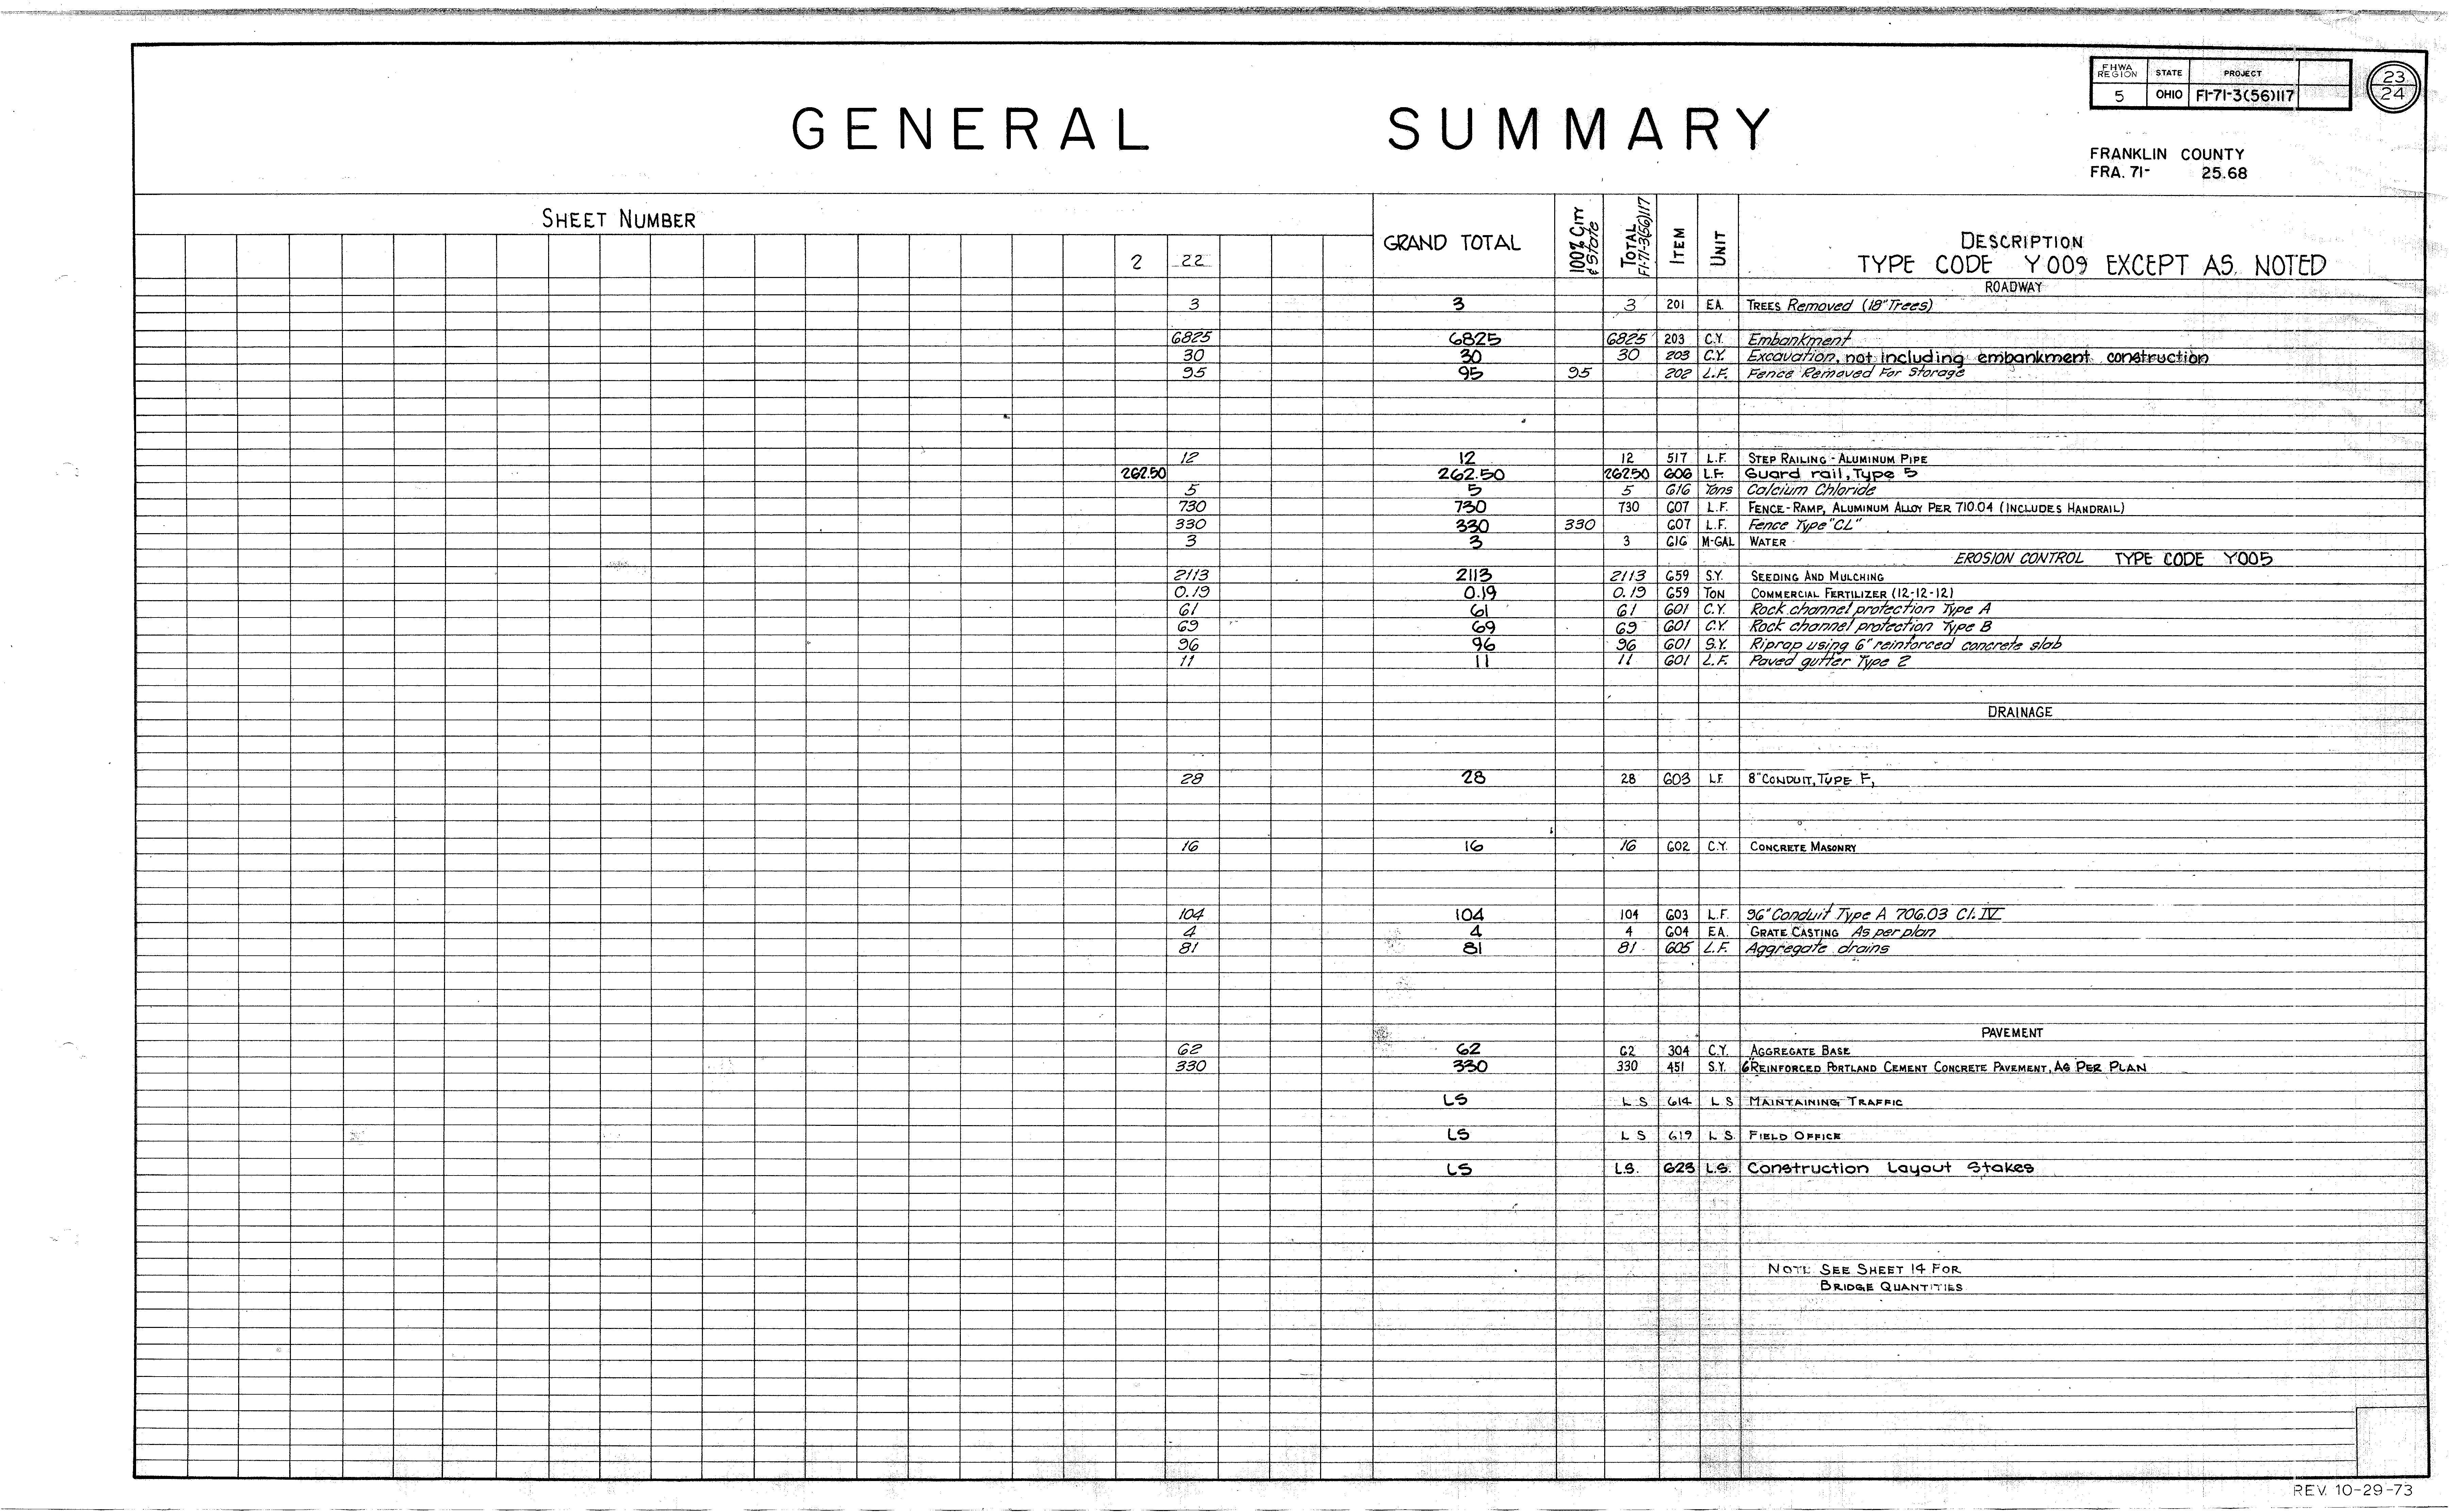 FHWA REGION STATE PROJECT
5 OHIO FI-71-3(56)117
23
24
GENERAL SUMMARY
FRANKLIN COUNTY
FRA. 71- 25.68
SHEET NUMBER
GRAND TOTAL
100% CITY & State
TOTAL FI-71-3(56)117
ITEM
UNIT
DESCRIPTION
2 22
TYPE CODE Y009 EXCEPT AS NOTED
ROADWAY
3 3 3 201 EA. TREES Removed (18" Trees)
6825 6825 6825 203 C.Y. Embankment
30 30 30 203 C.Y. Excavation, not including embankment construction
95 95 95 202 L.F. Fence Removed For Storage
12 12 12 517 L.F. STEP RAILING - ALUMINUM PIPE
262.50 262.50 262.50 606 L.F. Guard rail, Type 5
5 5 5 616 Tons Calcium Chloride
730 730 730 607 L.F. FENCE-RAMP, ALUMINUM ALLOY PER 710.04 (INCLUDES HANDRAIL)
330 330 330 607 L.F. Fence Type "CL"
3 3 3 616 M-GAL WATER
EROSION CONTROL TYPE CODE Y005
2113 2113 2113 659 S.Y. SEEDING AND MULCHING
0.19 0.19 0.19 659 TON COMMERCIAL FERTILIZER (12-12-12)
61 61 61 601 C.Y. Rock channel protection Type A
69 69 69 601 C.Y. Rock channel protection Type B
96 96 96 601 S.Y. Riprap using 6" reinforced concrete slab
11 11 11 601 L.F. Paved gutter Type 2
DRAINAGE
28 28 28 603 L.F. 8" CONDUIT, TYPE F,
16 16 16 602 C.Y. CONCRETE MASONRY
104 104 104 603 L.F. 96" Conduit Type A 706.03 Cl. IV
4 4 4 604 EA. GRATE CASTING As per plan
81 81 81 605 L.F. Aggregate drains
PAVEMENT
62 62 62 304 C.Y. AGGREGATE BASE
330 330 330 451 S.Y. 6" REINFORCED PORTLAND CEMENT CONCRETE PAVEMENT, AS PER PLAN
LS LS 614 LS MAINTAINING TRAFFIC
LS LS 619 LS. FIELD OFFICE
LS L.S. 623 L.S. Construction Layout Stakes
NOTE SEE SHEET 14 FOR
BRIDGE QUANTITIES
REV. 10-29-73